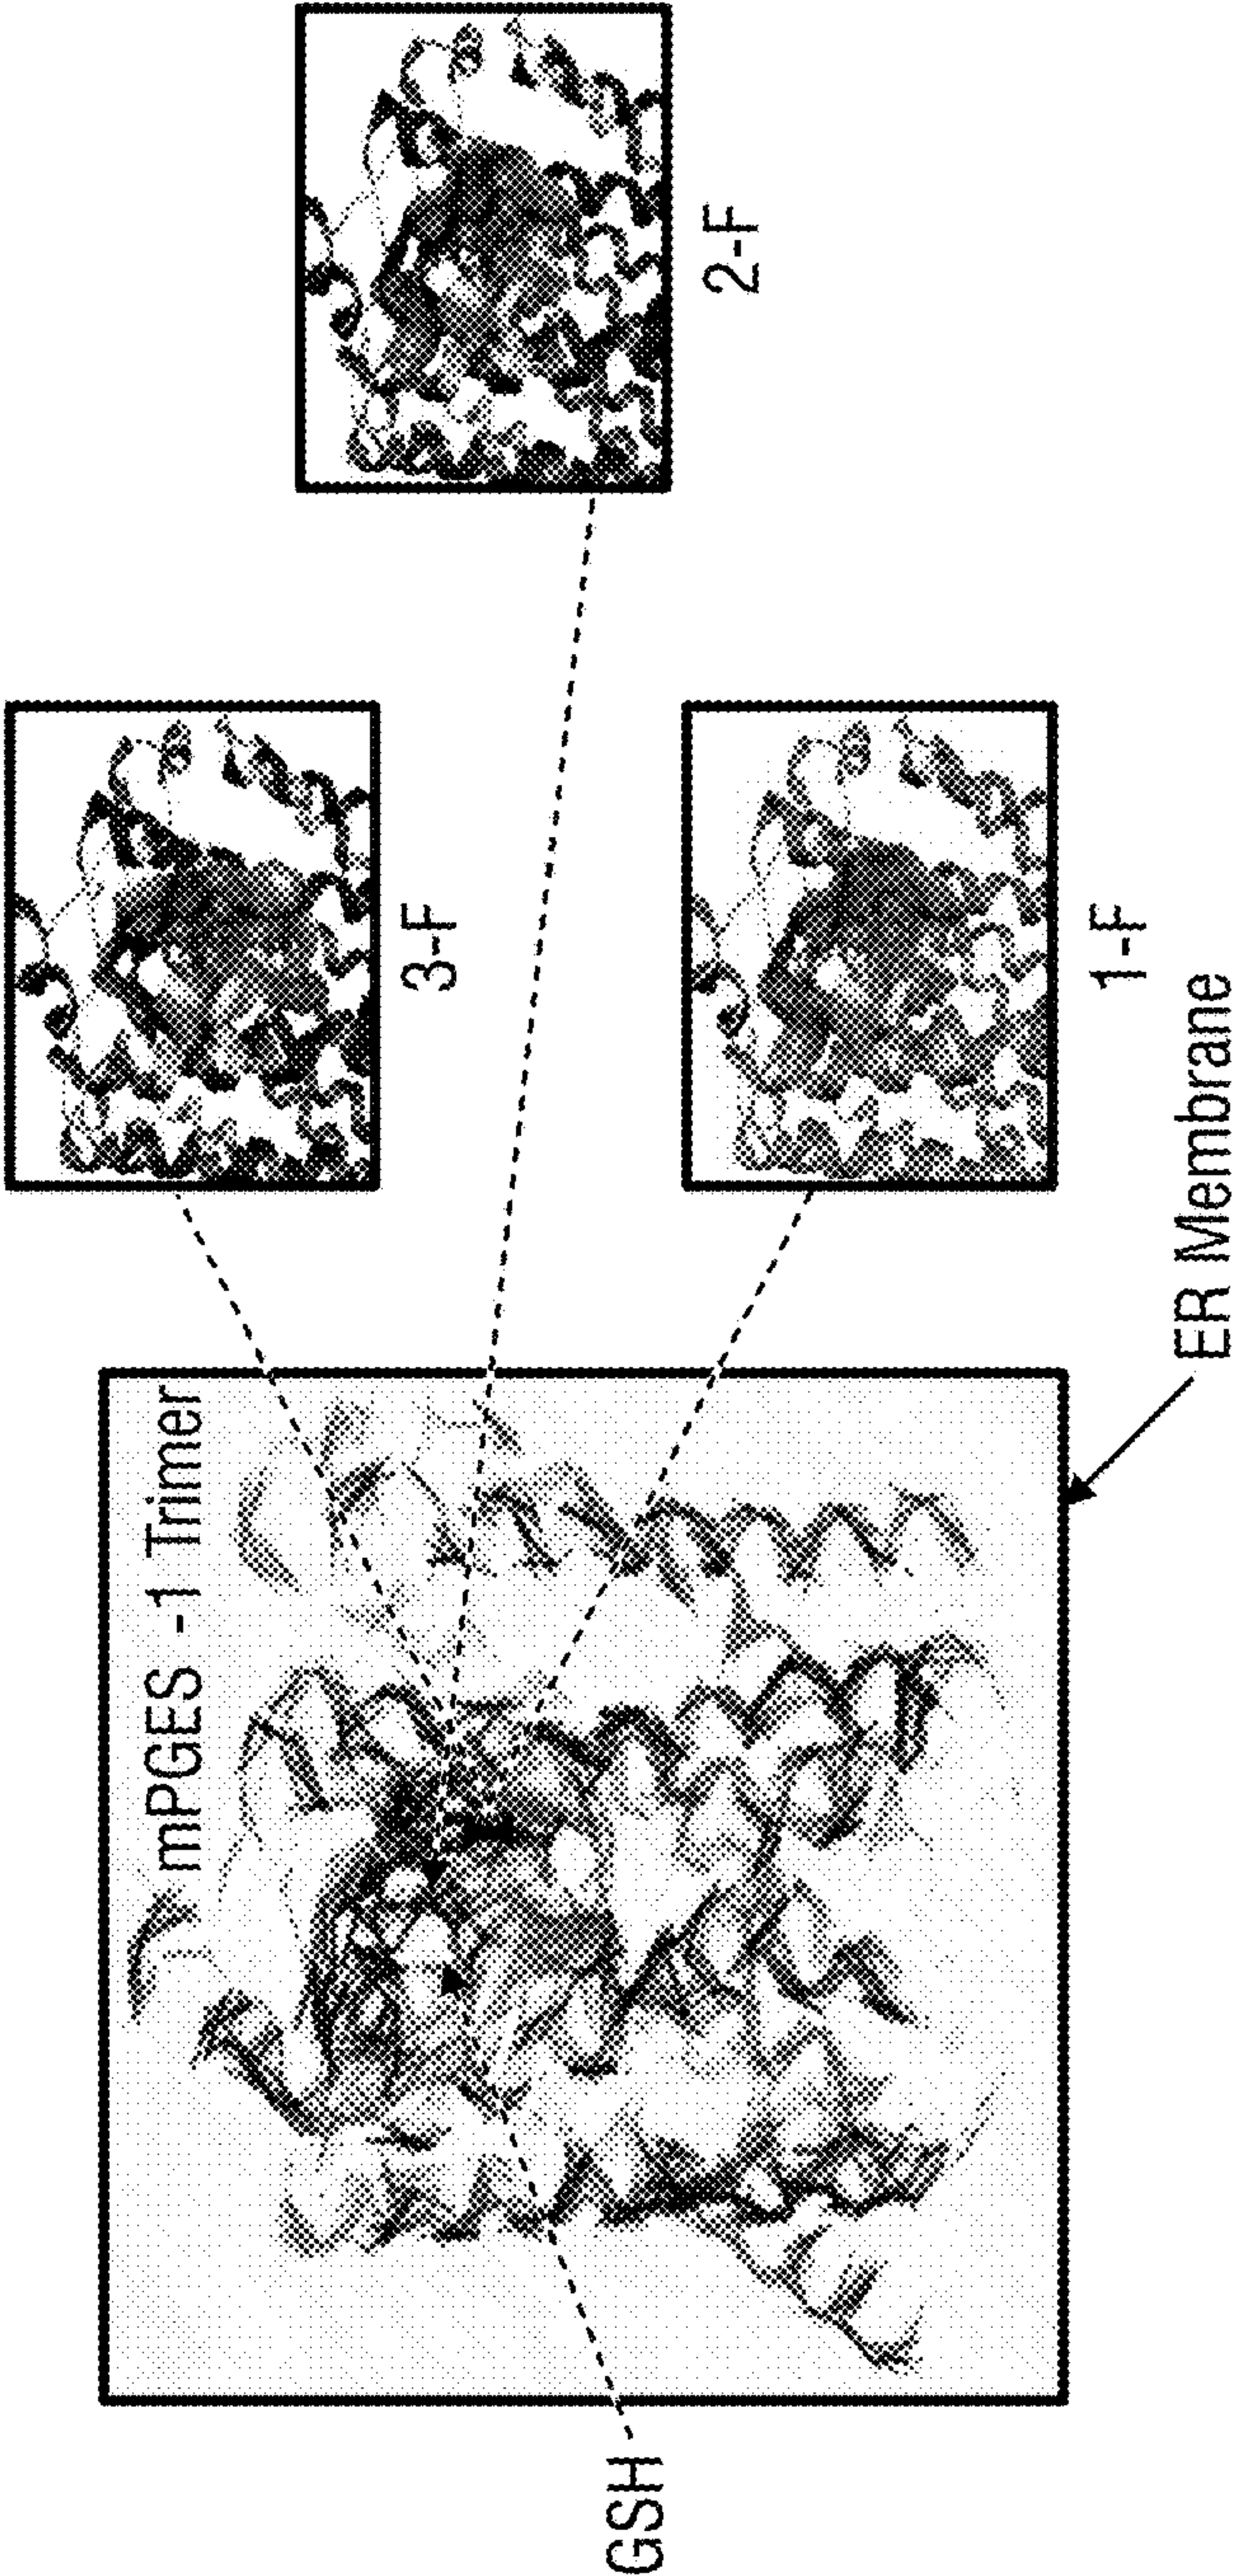 mPGES -1 Trimer
GSH
3-F
2-F
1-F
ER Membrane